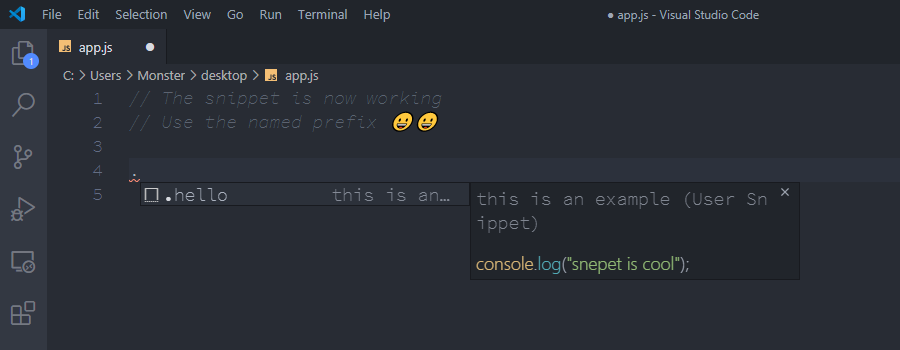 File Edit Selection View Go Run Terminal Help ● app.js - Visual Studio Code
JS app.js ●
1
C: > Users > Monster > desktop > JS app.js
1 // The snippet is now working
2 // Use the named prefix 😀😀
3
4 .
5
.hello this is an…
this is an example (User Sn
ippet)
console.log("snepet is cool");